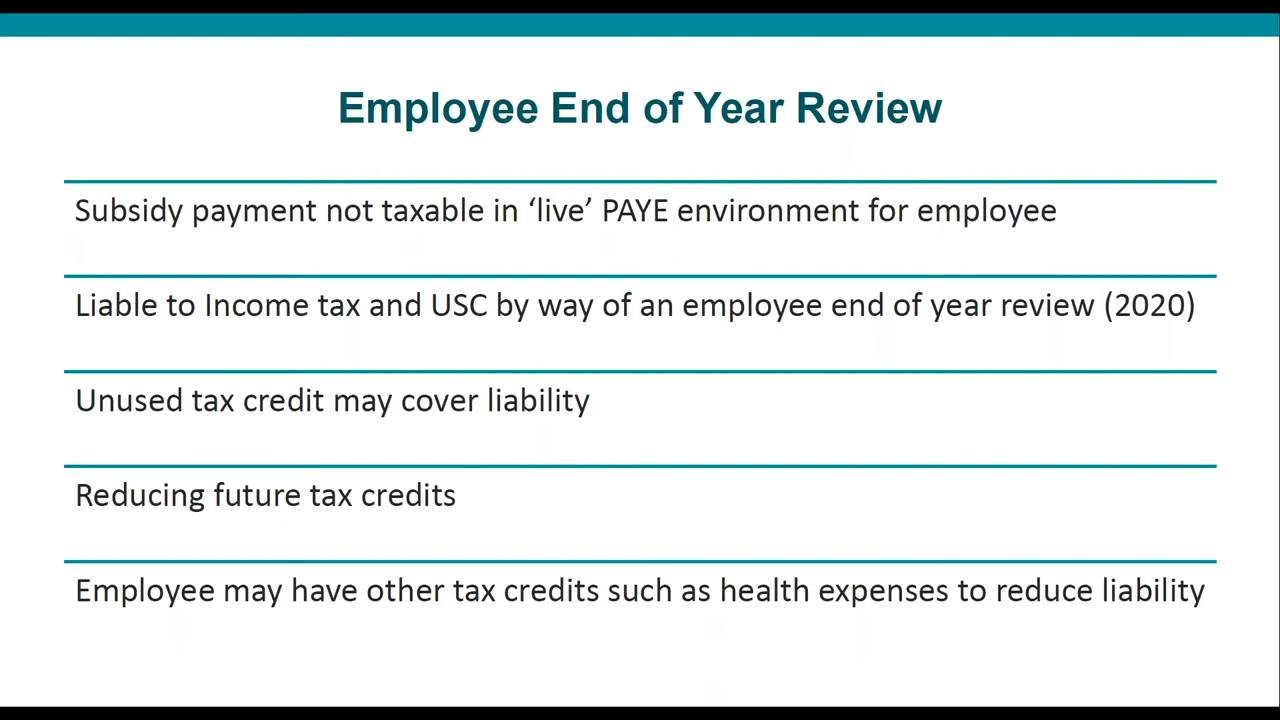 Employee End of Year Review
Subsidy payment not taxable in ‘live’ PAYE environment for employee
Liable to Income tax and USC by way of an employee end of year review (2020)
Unused tax credit may cover liability
Reducing future tax credits
Employee may have other tax credits such as health expenses to reduce liability